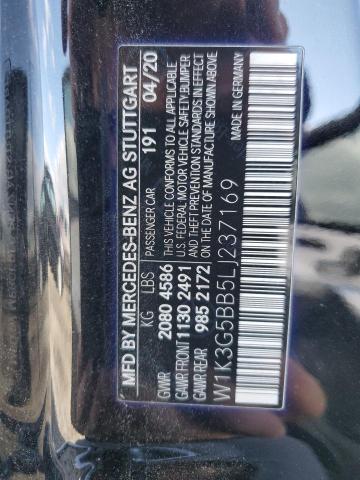 MFD BY MERCEDES-BENZ AG STUTTGART
PASSENGER CAR 191 04/20
KG LBS
GVWR 2080 4586
GAWR FRONT 1130 2491
GAWR REAR 985 2172
THIS VEHICLE CONFORMS TO ALL APPLICABLE
U.S. FEDERAL MOTOR VEHICLE SAFETY BUMPER
AND THEFT PREVENTION STANDARDS IN EFFECT
ON THE DATE OF MANUFACTURE SHOWN ABOVE.
MADE IN GERMANY
W1K3G5BB5LJ237169